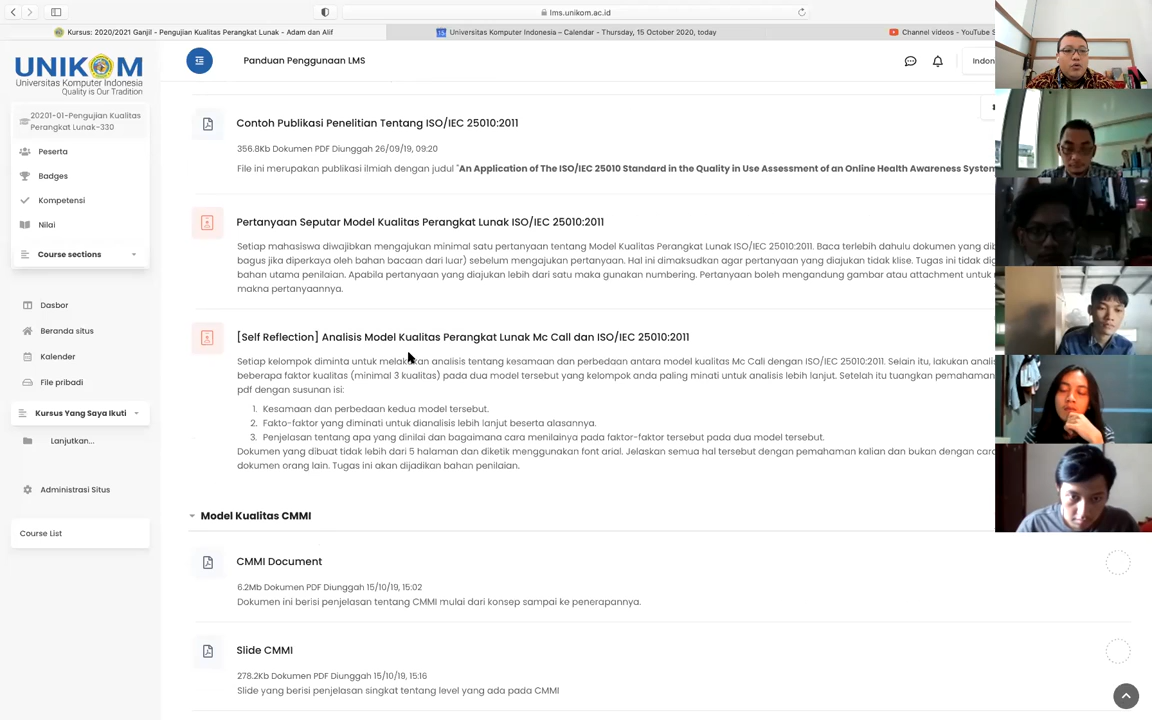 lms.unikom.ac.id
Kursus: 2020/2021 Ganjil - Pengujian Kualitas Perangkat Lunak - Adam dan Alif
15 Universitas Komputer Indonesia – Calendar - Thursday, 15 October 2020, today
Channel videos - YouTube S
UNIKOM
Universitas Komputer Indonesia
Quality is Our Tradition
Panduan Penggunaan LMS
Indon
20201-01-Pengujian Kualitas
Perangkat Lunak-330
Peserta
Badges
Kompetensi
Nilai
Course sections
Dasbor
Beranda situs
Kalender
File pribadi
Kursus Yang Saya Ikuti
Lanjutkan...
Administrasi Situs
Course List
Contoh Publikasi Penelitian Tentang ISO/IEC 25010:2011
356.8Kb Dokumen PDF Diunggah 26/09/19, 09:20
File ini merupakan publikasi ilmiah dengan judul "An Application of The ISO/IEC 25010 Standard in the Quality in Use Assessment of an Online Health Awareness System
Pertanyaan Seputar Model Kualitas Perangkat Lunak ISO/IEC 25010:2011
Setiap mahasiswa diwajibkan mengajukan minimal satu pertanyaan tentang Model Kualitas Perangkat Lunak ISO/IEC 25010:2011. Baca terlebih dahulu dokumen yang dib
bagus jika diperkaya oleh bahan bacaan dari luar) sebelum mengajukan pertanyaan. Hal ini dimaksudkan agar pertanyaan yang diajukan tidak klise. Tugas ini tidak dig
bahan utama penilaian. Apabila pertanyaan yang diajukan lebih dari satu maka gunakan numbering. Pertanyaan boleh mengandung gambar atau attachment untuk
makna pertanyaannya.
[Self Reflection] Analisis Model Kualitas Perangkat Lunak Mc Call dan ISO/IEC 25010:2011
Setiap kelompok diminta untuk melakukan analisis tentang kesamaan dan perbedaan antara model kualitas Mc Call dengan ISO/IEC 25010:2011. Selain itu, lakukan anali
beberapa faktor kualitas (minimal 3 kualitas) pada dua model tersebut yang kelompok anda paling minati untuk analisis lebih lanjut. Setelah itu tuangkan pemahaman
pdf dengan susunan isi:
1. Kesamaan dan perbedaan kedua model tersebut.
2. Fakto-faktor yang diminati untuk dianalisis lebih lanjut beserta alasannya.
3. Penjelasan tentang apa yang dinilai dan bagaimana cara menilainya pada faktor-faktor tersebut pada dua model tersebut.
Dokumen yang dibuat tidak lebih dari 5 halaman dan diketik menggunakan font arial. Jelaskan semua hal tersebut dengan pemahaman kalian dan bukan dengan car
dokumen orang lain. Tugas ini akan dijadikan bahan penilaian.
Model Kualitas CMMI
CMMI Document
6.2Mb Dokumen PDF Diunggah 15/10/19, 15:02
Dokumen ini berisi penjelasan tentang CMMI mulai dari konsep sampai ke penerapannya.
Slide CMMI
278.2Kb Dokumen PDF Diunggah 15/10/19, 15:16
Slide yang berisi penjelasan singkat tentang level yang ada pada CMMI